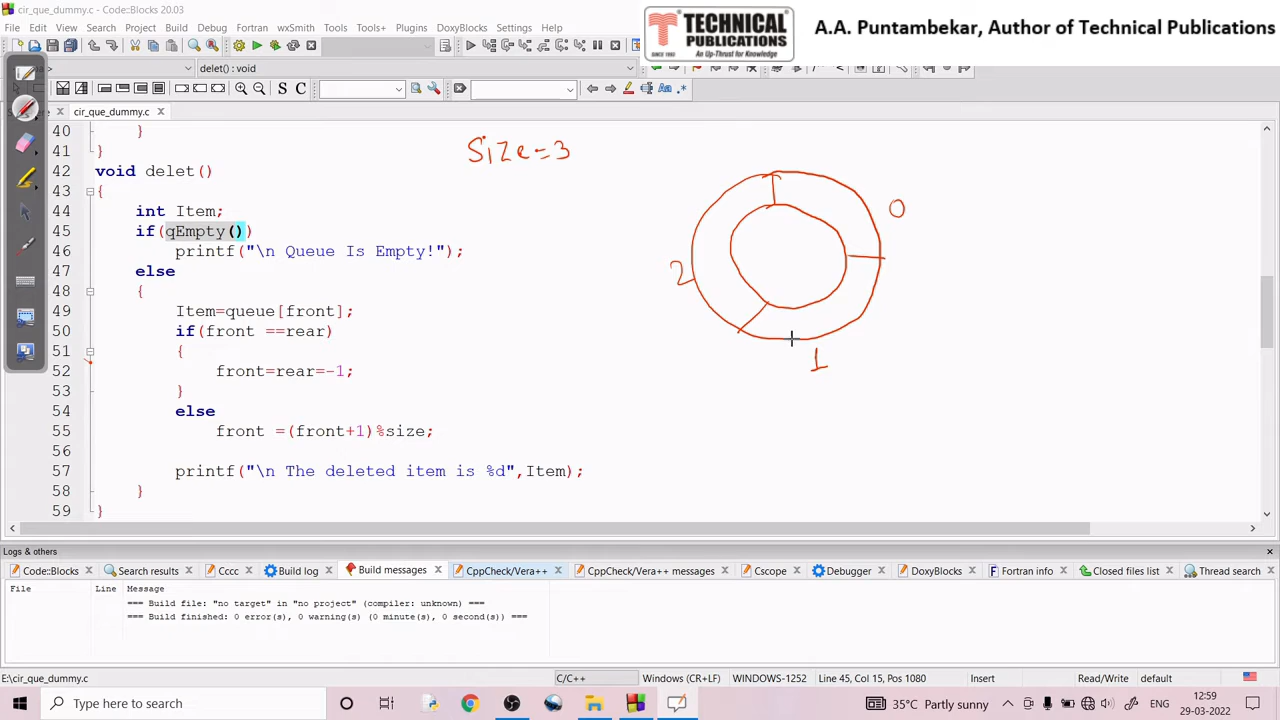 cir_que_dummy.c - Code::Blocks 20.03
File Edit View Search Project Build Debug Fortran wxSmith Tools Tools+ Plugins DoxyBlocks Settings
TECHNICAL
PUBLICATIONS
SINCE 1993
An Up-Thrust for Knowledge
A.A. Puntambekar, Author of Technical Publications
delet() : void
S C
Aa .*
cir_que_dummy.c
40 }
41 }
42 void delet()
43 {
44 int Item;
45 if(qEmpty())
46 printf("\n Queue Is Empty!");
47 else
48 {
49 Item=queue[front];
50 if(front ==rear)
51 {
52 front=rear=-1;
53 }
54 else
55 front =(front+1)%size;
56
57 printf("\n The deleted item is %d",Item);
58 }
59 }
Size=3
0
2
1
Logs & others
Code::Blocks Search results Cccc Build log Build messages CppCheck/Vera++ CppCheck/Vera++ messages Cscope Debugger DoxyBlocks Fortran info Closed files list Thread search
File Line Message
=== Build file: "no target" in "no project" (compiler: unknown) ===
=== Build finished: 0 error(s), 0 warning(s) (0 minute(s), 0 second(s)) ===
E:\cir_que_dummy.c C/C++ Windows (CR+LF) WINDOWS-1252 Line 45, Col 15, Pos 1080 Insert Read/Write default
Type here to search
35°C Partly sunny
ENG
12:59
29-03-2022